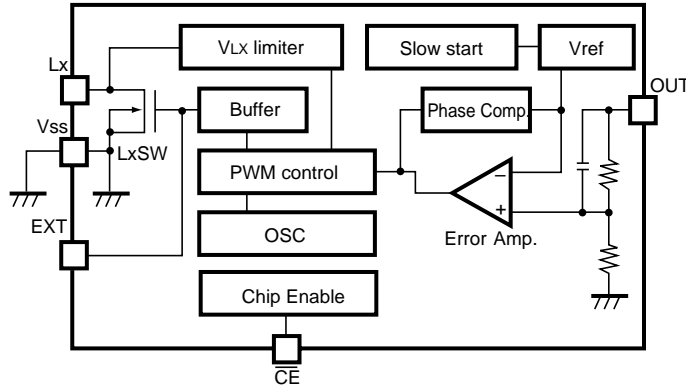 Lx
VLX limiter
Slow start
Vref
OUT
Buffer
Phase Comp.
Vss
LxSW
PWM control
−
+
Error Amp.
EXT
OSC
Chip Enable
CE